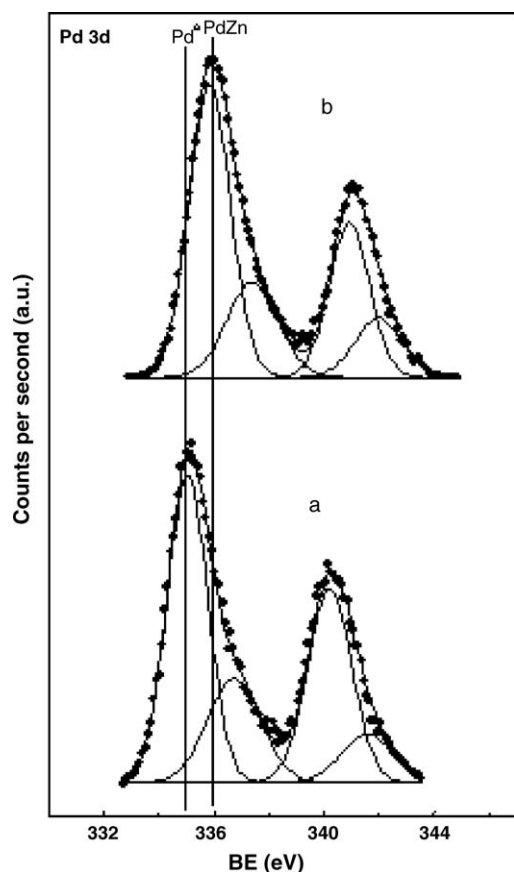 Pd 3d
Pd° PdZn
b
a
Counts per second (a.u.)
332 336 340 344
BE (eV)